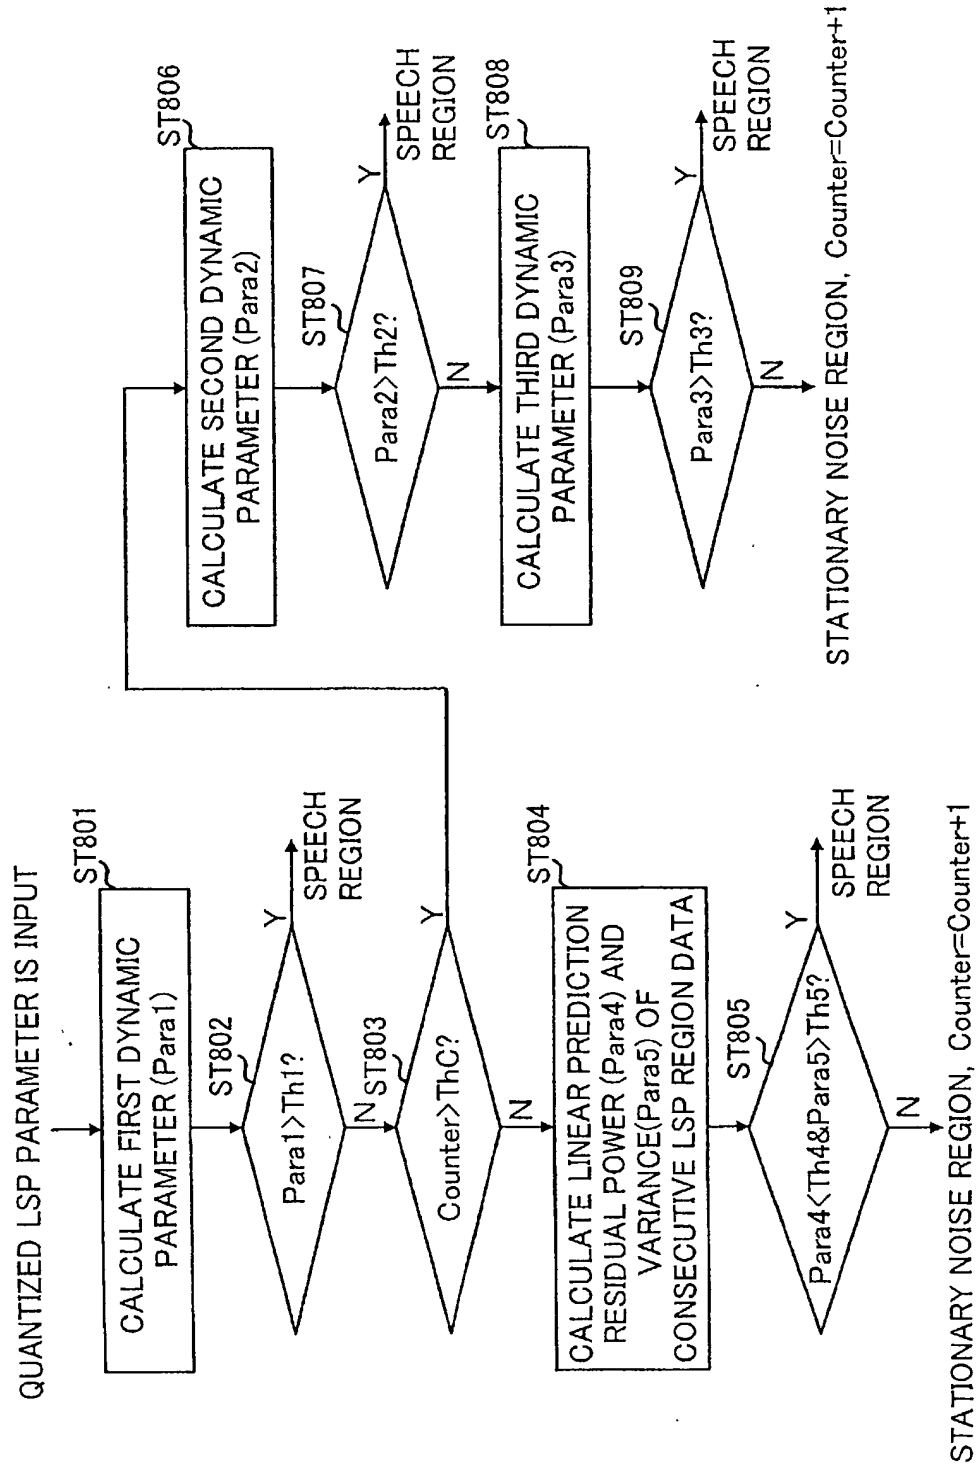 QUANTIZED LSP PARAMETER IS INPUT
ST801
CALCULATE FIRST DYNAMIC
PARAMETER (Para1)
ST802
Para1>Th1?
Y
SPEECH
REGION
N
ST803
Counter>ThC?
Y
N
ST804
CALCULATE LINEAR PREDICTION
RESIDUAL POWER (Para4) AND
VARIANCE(Para5) OF
CONSECUTIVE LSP REGION DATA
ST805
Para4<Th4&Para5>Th5?
Y
SPEECH
REGION
N
STATIONARY NOISE REGION, Counter=Counter+1
ST806
CALCULATE SECOND DYNAMIC
PARAMETER (Para2)
ST807
Para2>Th2?
Y
SPEECH
REGION
N
ST808
CALCULATE THIRD DYNAMIC
PARAMETER (Para3)
ST809
Para3>Th3?
Y
SPEECH
REGION
N
STATIONARY NOISE REGION, Counter=Counter+1